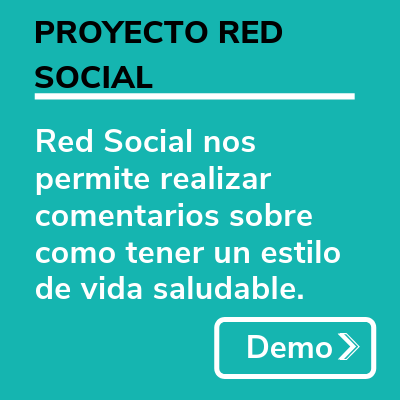 PROYECTO RED
SOCIAL
Red Social nos
permite realizar
comentarios sobre
como tener un estilo
de vida saludable.
Demo